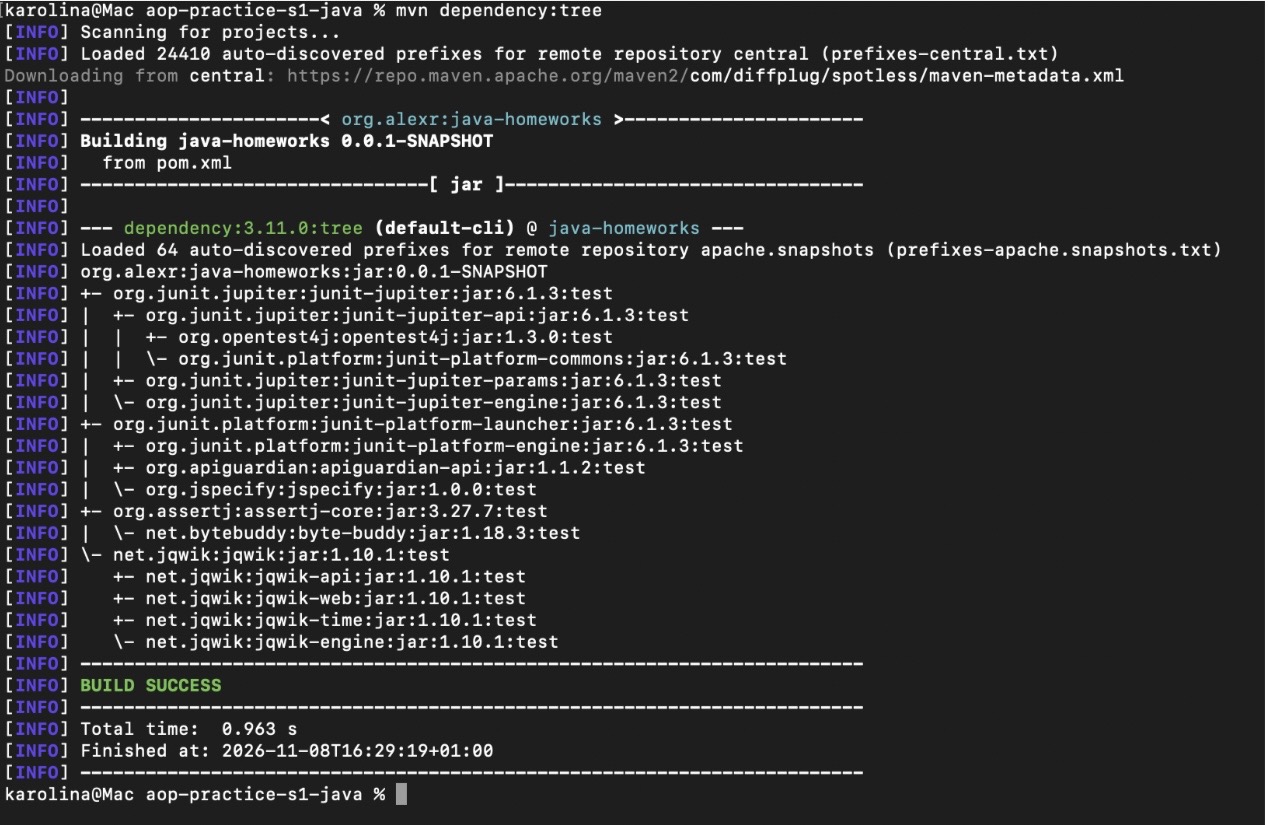 [karolina@Mac aop-practice-s1-java % mvn dependency:tree
[INFO] Scanning for projects...
[INFO] Loaded 24410 auto-discovered prefixes for remote repository central (prefixes-central.txt)
Downloading from central: https://repo.maven.apache.org/maven2/com/diffplug/spotless/maven-metadata.xml
[INFO]
[INFO] ----------------------< org.alexr:java-homeworks >----------------------
[INFO] Building java-homeworks 0.0.1-SNAPSHOT
[INFO]   from pom.xml
[INFO] --------------------------------[ jar ]---------------------------------
[INFO]
[INFO] --- dependency:3.11.0:tree (default-cli) @ java-homeworks ---
[INFO] Loaded 64 auto-discovered prefixes for remote repository apache.snapshots (prefixes-apache.snapshots.txt)
[INFO] org.alexr:java-homeworks:jar:0.0.1-SNAPSHOT
[INFO] +- org.junit.jupiter:junit-jupiter:jar:6.1.3:test
[INFO] |  +- org.junit.jupiter:junit-jupiter-api:jar:6.1.3:test
[INFO] |  |  +- org.opentest4j:opentest4j:jar:1.3.0:test
[INFO] |  |  \- org.junit.platform:junit-platform-commons:jar:6.1.3:test
[INFO] |  +- org.junit.jupiter:junit-jupiter-params:jar:6.1.3:test
[INFO] |  \- org.junit.jupiter:junit-jupiter-engine:jar:6.1.3:test
[INFO] +- org.junit.platform:junit-platform-launcher:jar:6.1.3:test
[INFO] |  +- org.junit.platform:junit-platform-engine:jar:6.1.3:test
[INFO] |  +- org.apiguardian:apiguardian-api:jar:1.1.2:test
[INFO] |  \- org.jspecify:jspecify:jar:1.0.0:test
[INFO] +- org.assertj:assertj-core:jar:3.27.7:test
[INFO] |  \- net.bytebuddy:byte-buddy:jar:1.18.3:test
[INFO] \- net.jqwik:jqwik:jar:1.10.1:test
[INFO]    +- net.jqwik:jqwik-api:jar:1.10.1:test
[INFO]    +- net.jqwik:jqwik-web:jar:1.10.1:test
[INFO]    +- net.jqwik:jqwik-time:jar:1.10.1:test
[INFO]    \- net.jqwik:jqwik-engine:jar:1.10.1:test
[INFO] ------------------------------------------------------------------------
[INFO] BUILD SUCCESS
[INFO] ------------------------------------------------------------------------
[INFO] Total time:  0.963 s
[INFO] Finished at: 2026-11-08T16:29:19+01:00
[INFO] ------------------------------------------------------------------------
karolina@Mac aop-practice-s1-java %